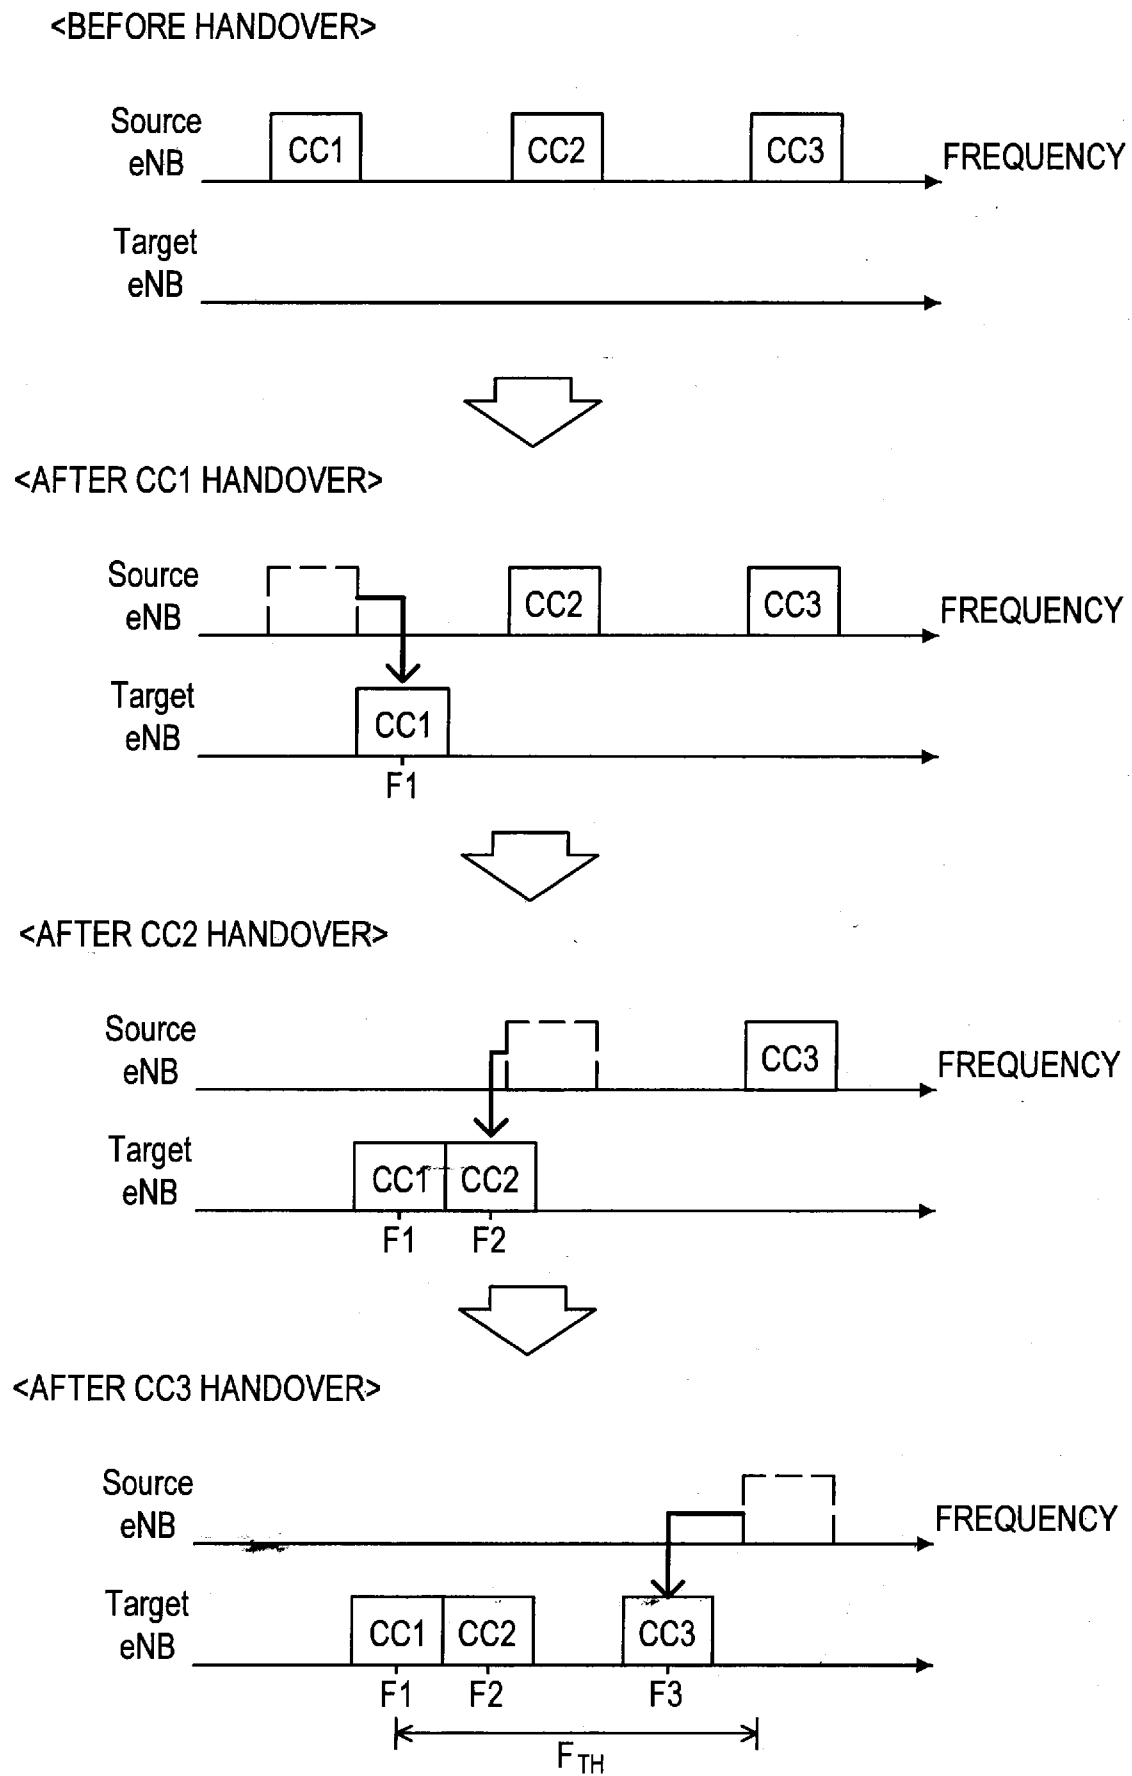 <BEFORE HANDOVER>
Source
eNB
CC1
CC2
CC3
FREQUENCY
Target
eNB
<AFTER CC1 HANDOVER>
Source
eNB
CC2
CC3
FREQUENCY
Target
eNB
CC1
F1
<AFTER CC2 HANDOVER>
Source
eNB
CC3
FREQUENCY
Target
eNB
CC1
CC2
F1
F2
<AFTER CC3 HANDOVER>
Source
eNB
FREQUENCY
Target
eNB
CC1
CC2
CC3
F1
F2
F3
FTH